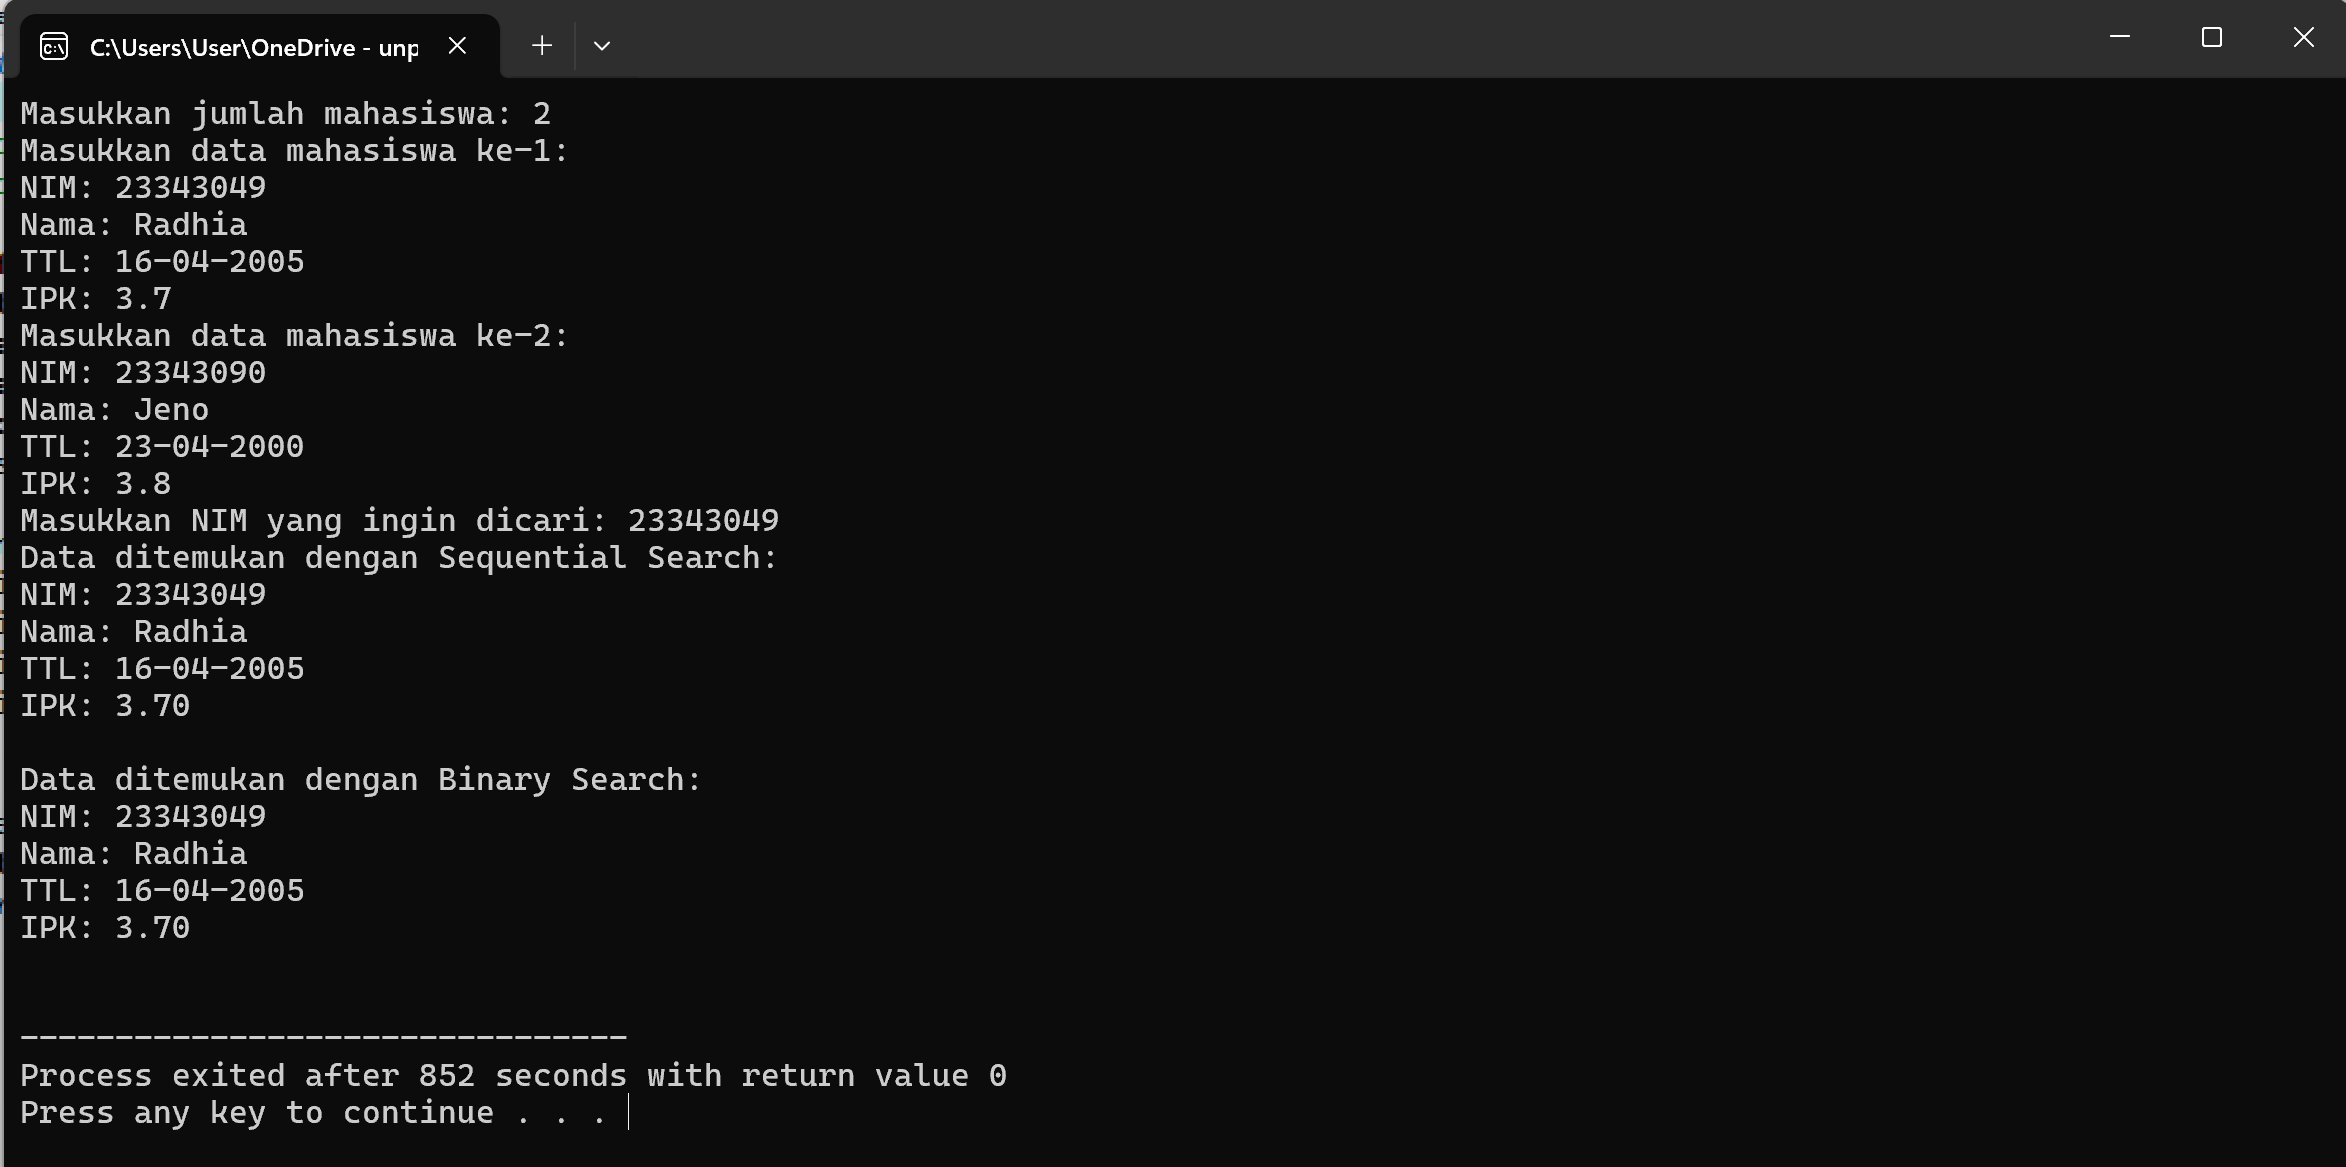 C:\Users\User\OneDrive - unp
Masukkan jumlah mahasiswa: 2
Masukkan data mahasiswa ke-1:
NIM: 23343049
Nama: Radhia
TTL: 16-04-2005
IPK: 3.7
Masukkan data mahasiswa ke-2:
NIM: 23343090
Nama: Jeno
TTL: 23-04-2000
IPK: 3.8
Masukkan NIM yang ingin dicari: 23343049
Data ditemukan dengan Sequential Search:
NIM: 23343049
Nama: Radhia
TTL: 16-04-2005
IPK: 3.70
Data ditemukan dengan Binary Search:
NIM: 23343049
Nama: Radhia
TTL: 16-04-2005
IPK: 3.70
--------------------------------
Process exited after 852 seconds with return value 0
Press any key to continue . . .